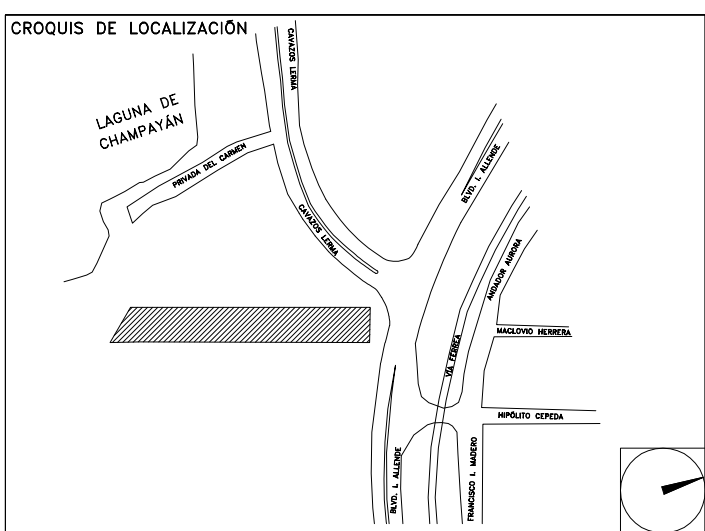 CROQUIS DE LOCALIZACIÓN
CAVAZOS LERMA
LAGUNA DE
CHAMPAYÁN
PRIVADA DEL CARMEN
CAVAZOS LERMA
BLVD. I. ALLENDE
ANDADOR AURORA
MACLOVIO HERRERA
VÍA FÉRREA
HIPÓLITO CEPEDA
BLVD. I. ALLENDE
FRANCISCO I. MADERO